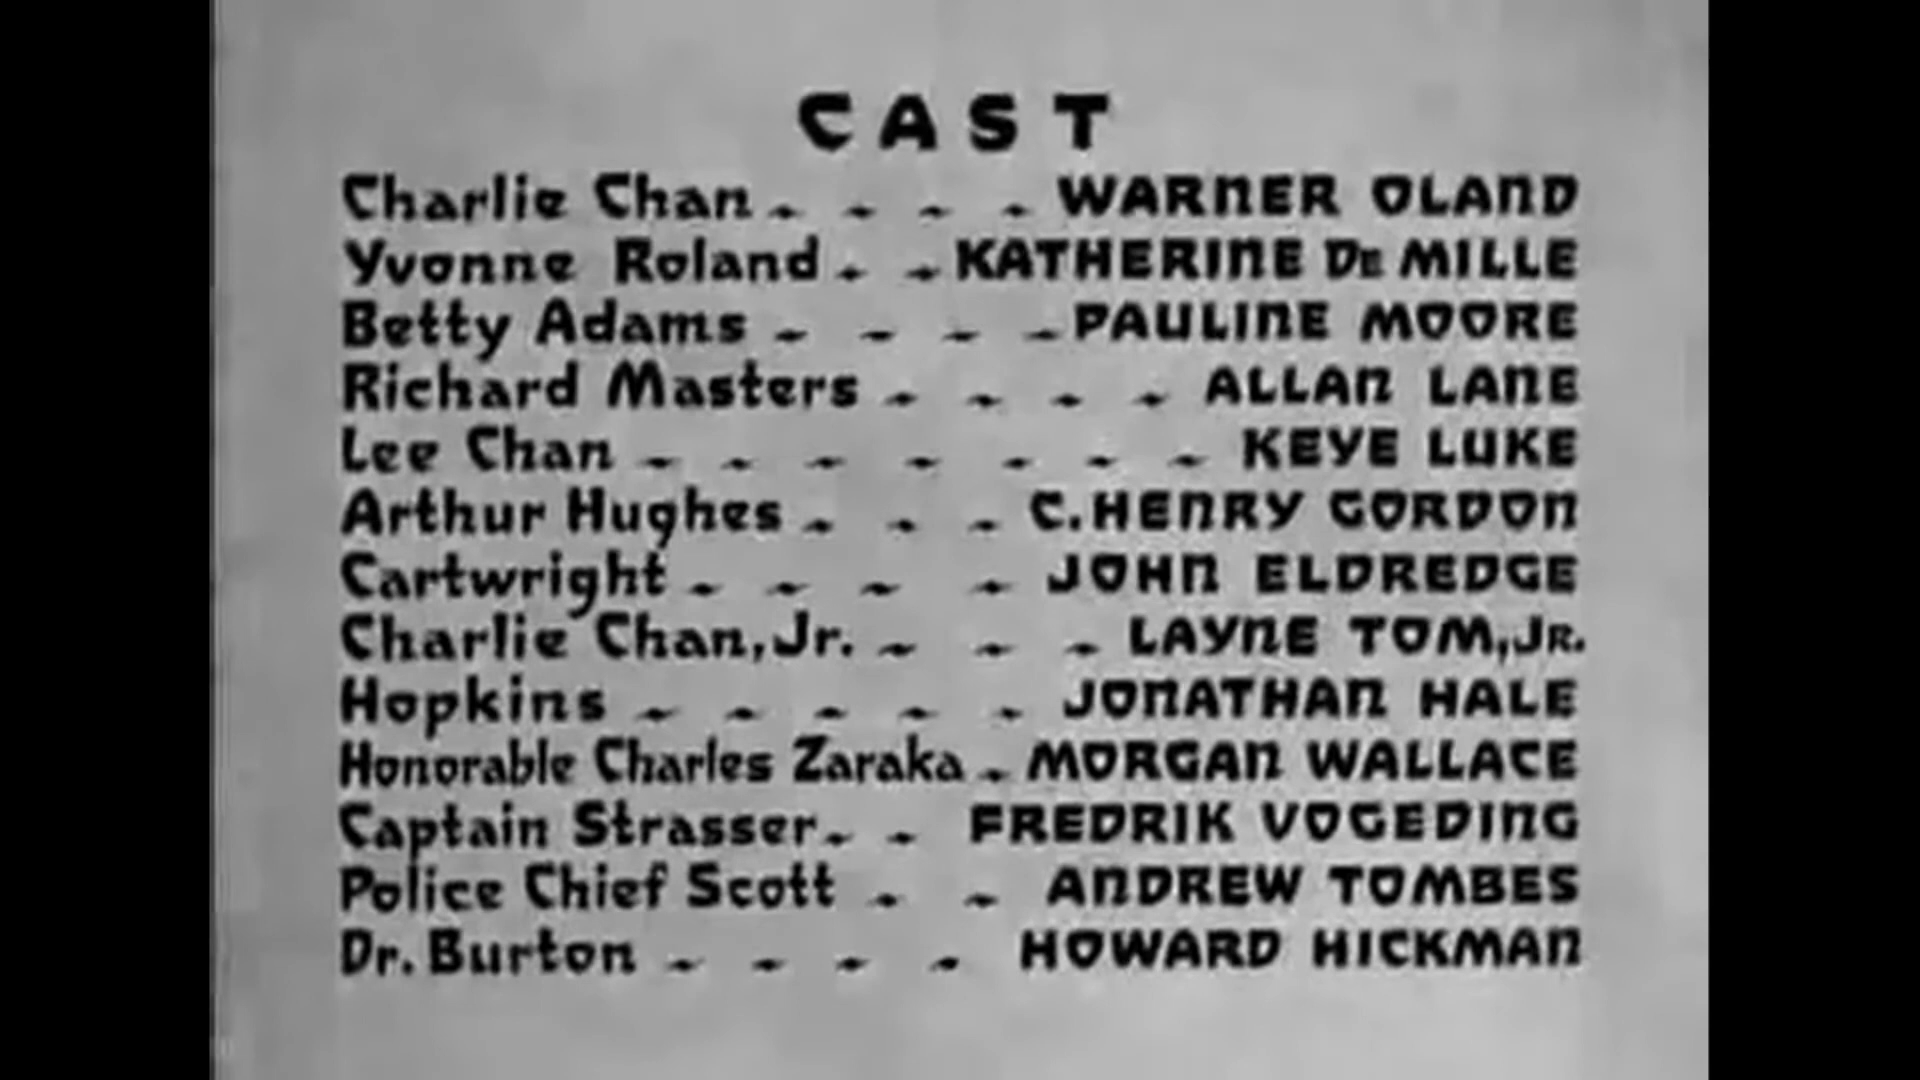 CAST
Charlie Chan - - - - WARNER OLAND
Yvonne Roland - - KATHERINE DE MILLE
Betty Adams - - - - PAULINE MOORE
Richard Masters - - - - ALLAN LANE
Lee Chan - - - - - - - KEYE LUKE
Arthur Hughes - - - C. HENRY GORDON
Cartwright - - - - JOHN ELDREDGE
Charlie Chan, Jr. - - - LAYNE TOM, JR.
Hopkins - - - - - JONATHAN HALE
Honorable Charles Zaraka - MORGAN WALLACE
Captain Strasser - - FREDRIK VOGEDING
Police Chief Scott - - ANDREW TOMBES
Dr. Burton - - - - HOWARD HICKMAN